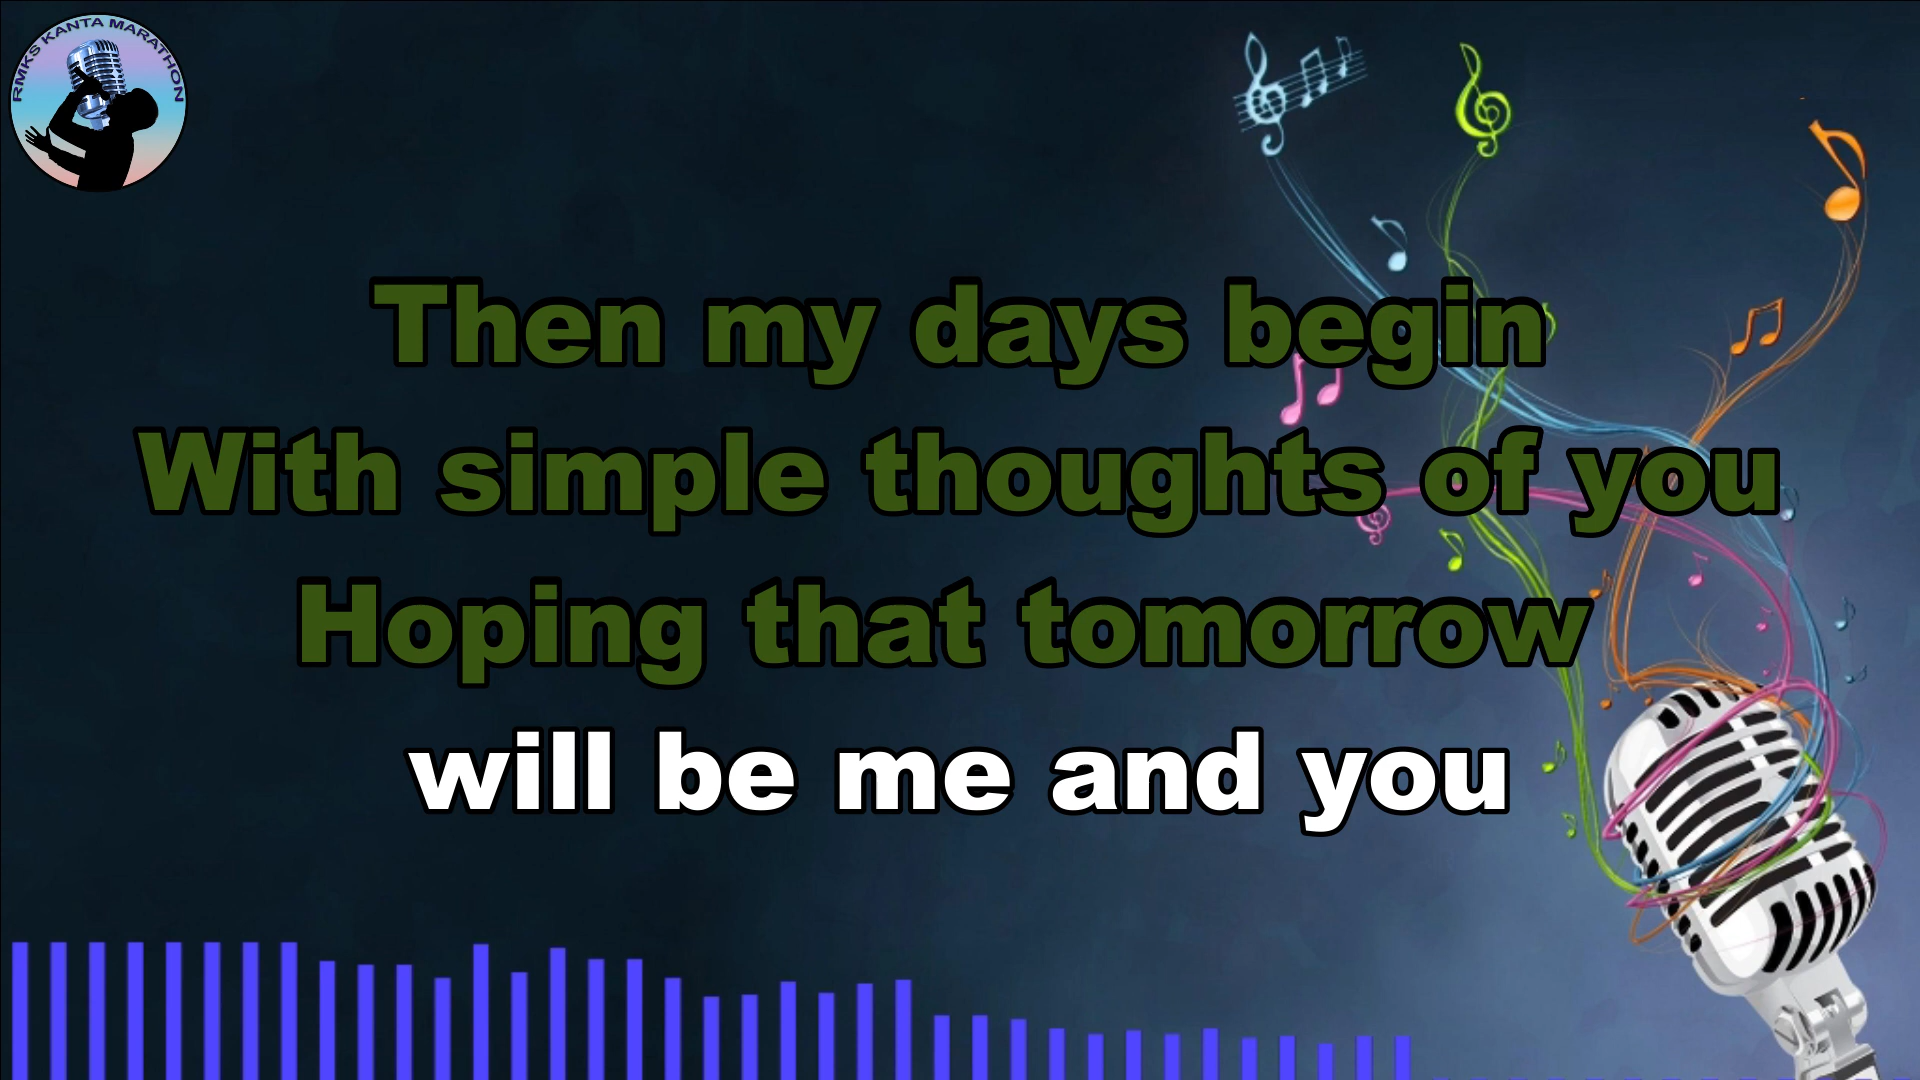 RMKS KANTA MARATHON
Then my days begin
With simple thoughts of you
Hoping that tomorrow
will be me and you